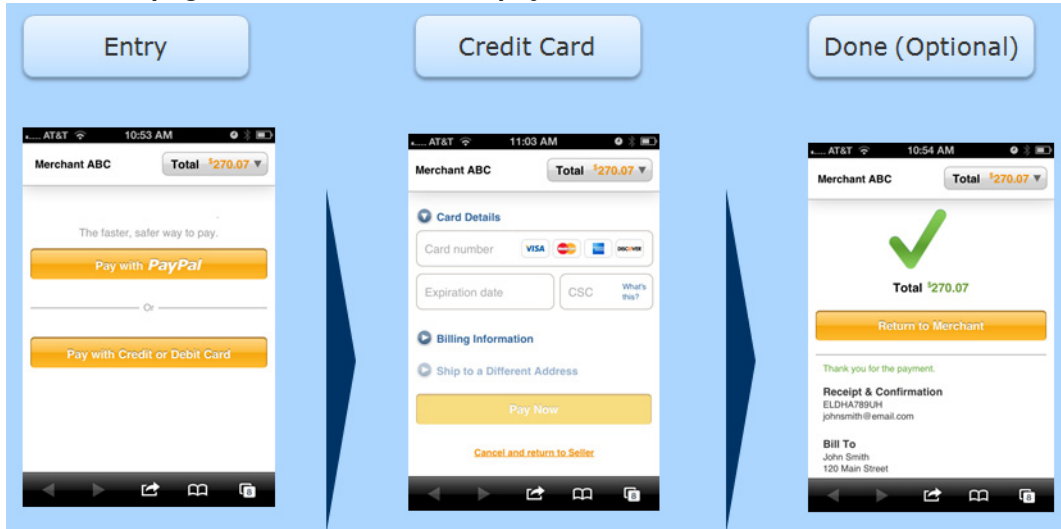 Entry
Credit Card
Done (Optional)
AT&T 10:53 AM
Merchant ABC Total $270.07 ▼
The faster, safer way to pay.
Pay with PayPal
Or
Pay with Credit or Debit Card
8
AT&T 11:03 AM
Merchant ABC Total $270.07 ▼
Card Details
Card number VISA DISCOVER
Expiration date CSC What's
this?
Billing Information
Ship to a Different Address
Pay Now
Cancel and return to Seller
8
AT&T 10:54 AM
Merchant ABC Total $270.07 ▼
Total $270.07
Return to Merchant
Thank you for the payment.
Receipt & Confirmation
ELDHA789UH
johnsmith@email.com
Bill To
John Smith
120 Main Street
8